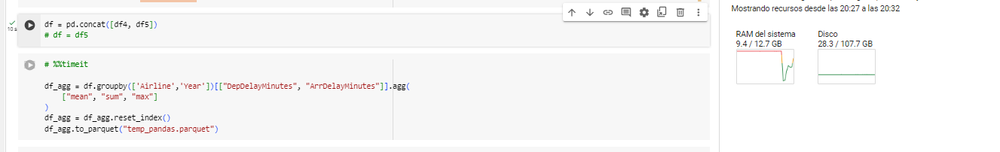 Mostrando recursos desde las 20:27 a las 20:32
10 s
df = pd.concat([df4, df5])
# df = df5
RAM del sistema
9.4 / 12.7 GB
Disco
28.3 / 107.7 GB
# %%timeit
df_agg = df.groupby(['Airline','Year'])[["DepDelayMinutes", "ArrDelayMinutes"]].agg(
["mean", "sum", "max"]
)
df_agg = df_agg.reset_index()
df_agg.to_parquet("temp_pandas.parquet")